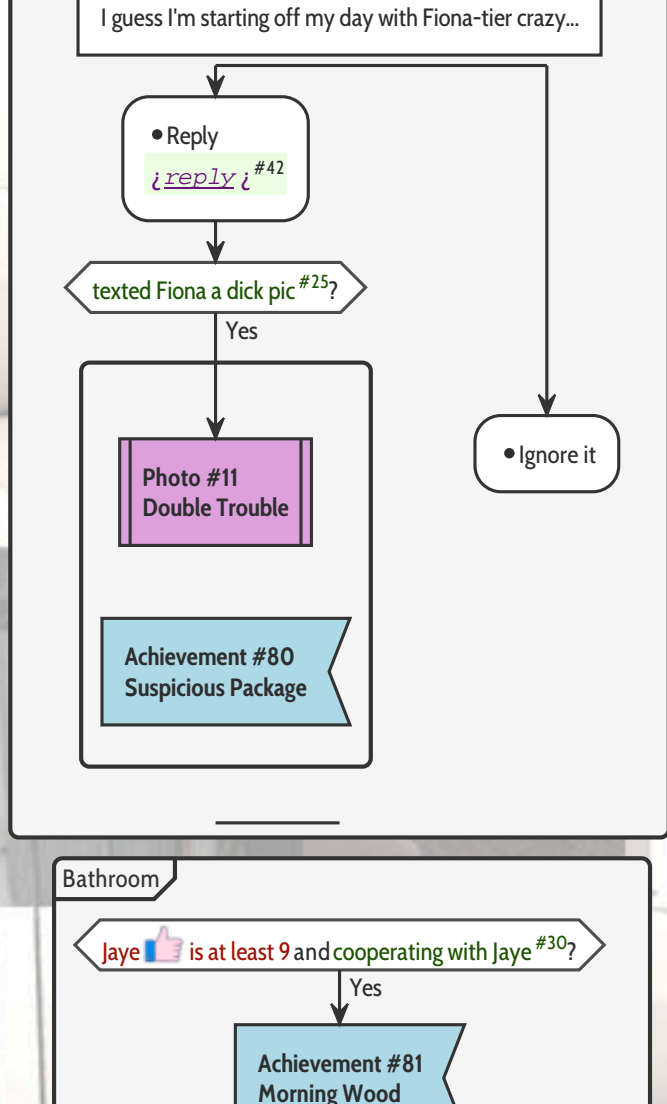 I guess I'm starting off my day with Fiona-tier crazy...
• Reply
¿reply¿ #42
texted Fiona a dick pic #25?
Yes
Photo #11
Double Trouble
• Ignore it
Achievement #80
Suspicious Package
Bathroom
Jaye 👍 is at least 9 and cooperating with Jaye #30?
Yes
Achievement #81
Morning Wood